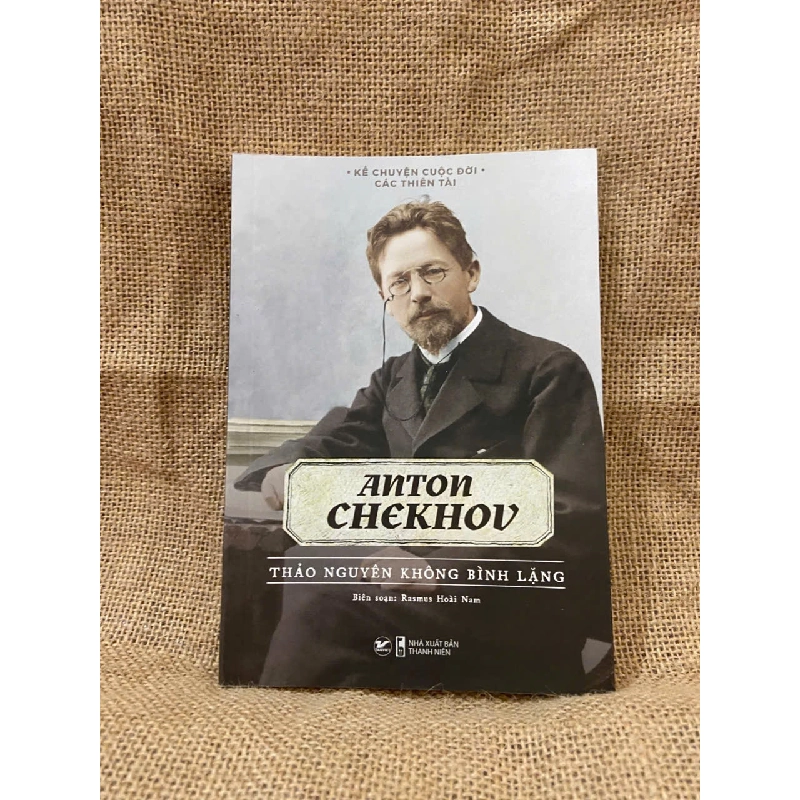 • KỂ CHUYỆN CUỘC ĐỜI •
CÁC THIÊN TÀI
ANTON
CHEKHOV
THẢO NGUYÊN KHÔNG BÌNH LẶNG
Biên soạn: Rasmus Hoài Nam
NHÀ XUẤT BẢN
THANH NIÊN